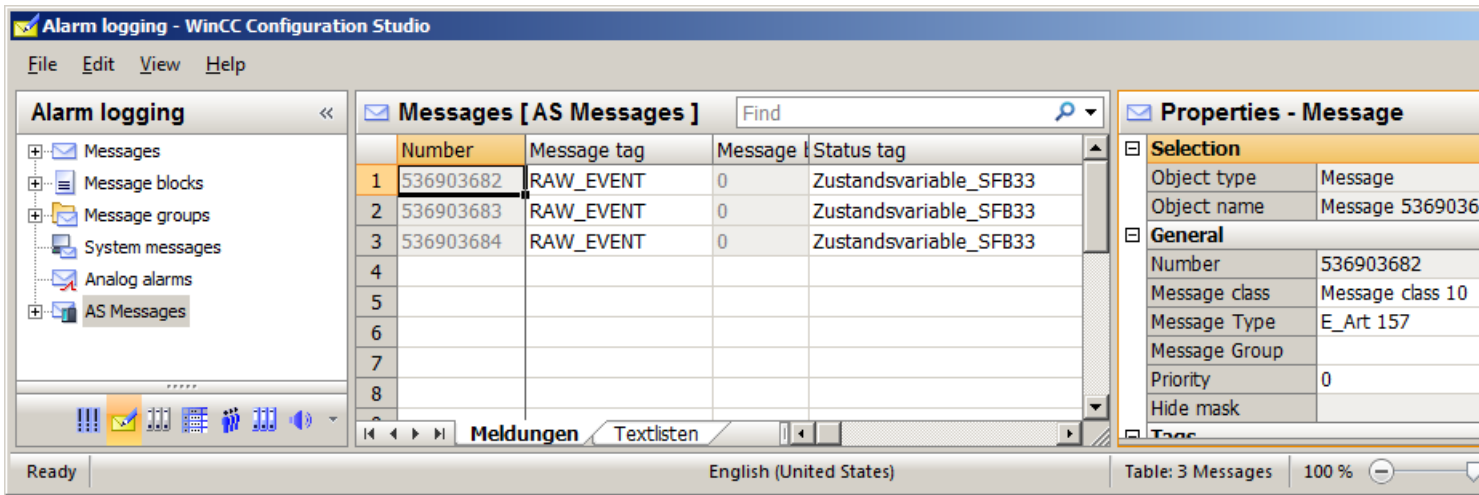 Alarm logging - WinCC Configuration Studio
File Edit View Help
Alarm logging «
Messages
Message blocks
Message groups
System messages
Analog alarms
AS Messages
Messages [ AS Messages ] Find
Number Message tag Message Status tag
1 536903682 RAW_EVENT 0 Zustandsvariable_SFB33
2 536903683 RAW_EVENT 0 Zustandsvariable_SFB33
3 536903684 RAW_EVENT 0 Zustandsvariable_SFB33
4
5
6
7
8
Meldungen Textlisten
Properties - Message
Selection
Object type Message
Object name Message 5369036
General
Number 536903682
Message class Message class 10
Message Type E_Art 157
Message Group
Priority 0
Hide mask
Tags
Ready English (United States) Table: 3 Messages 100 %